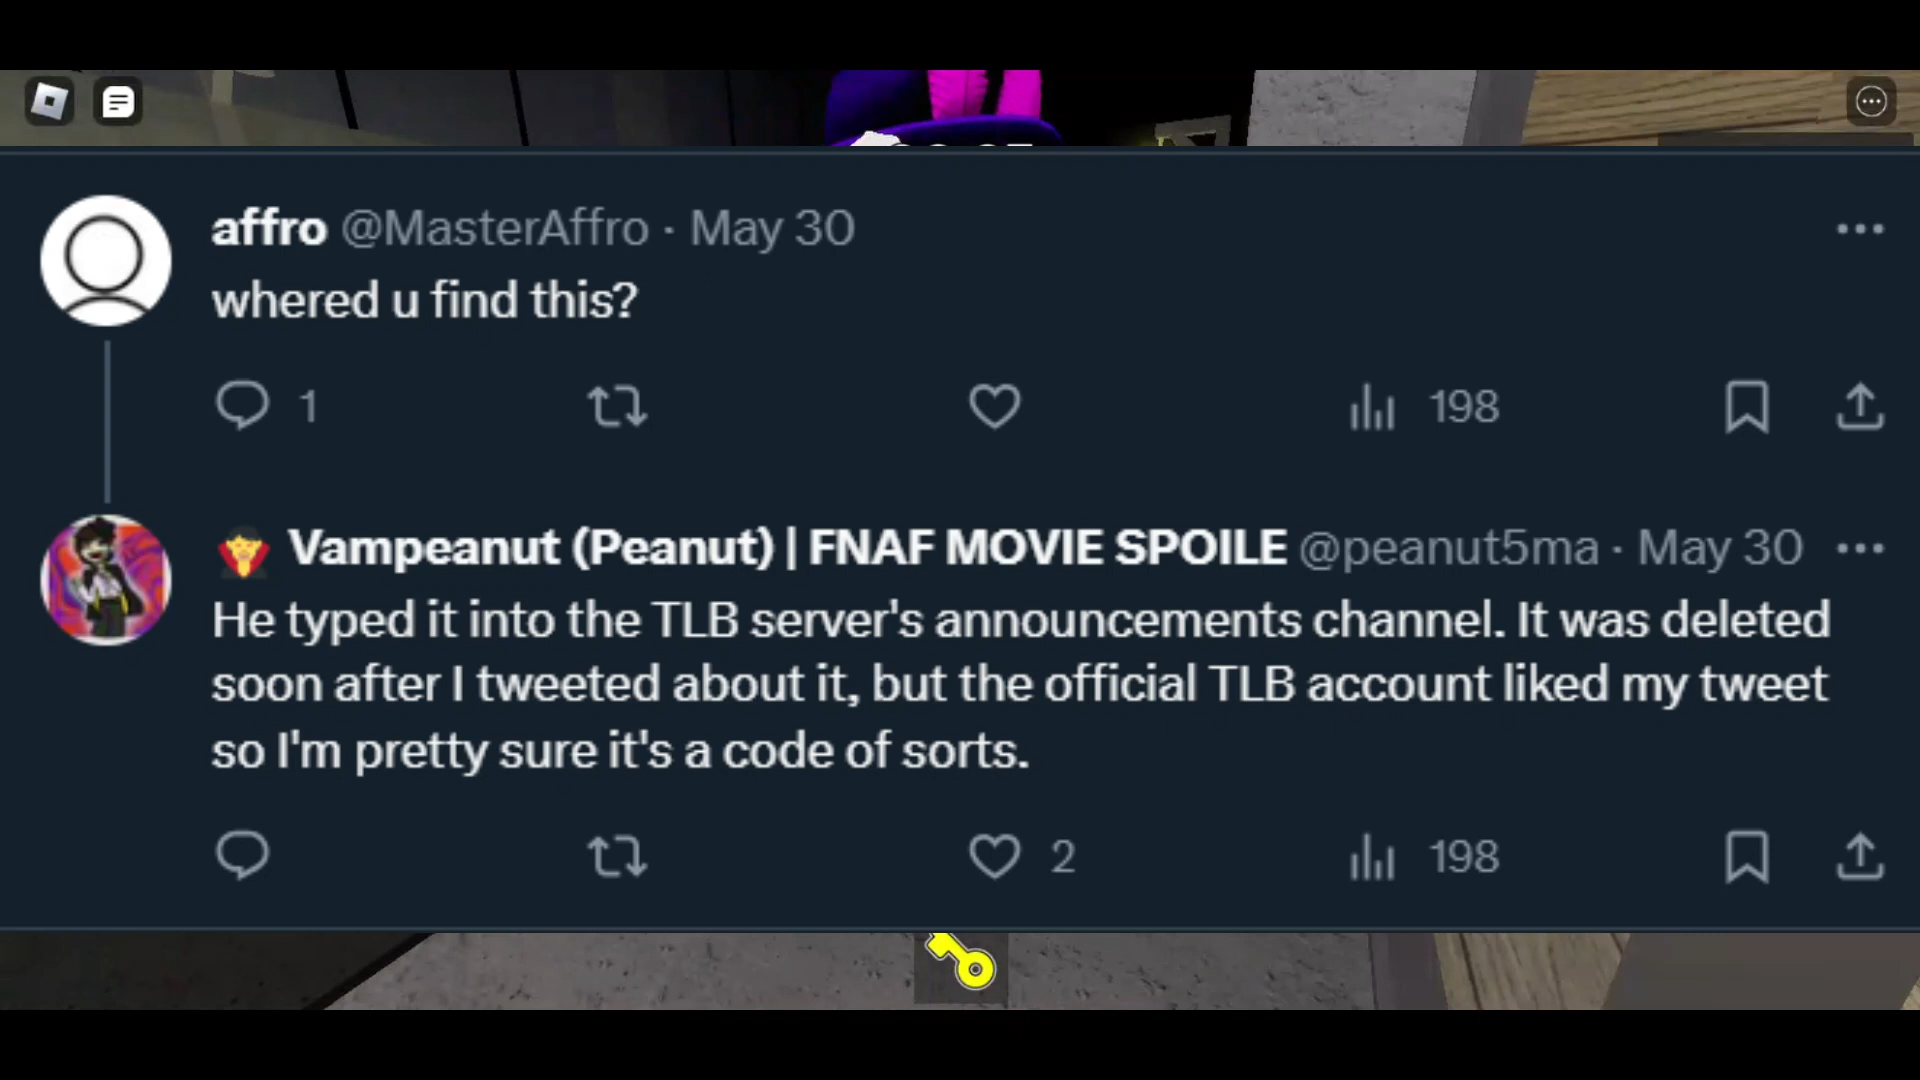 affro @MasterAffro · May 30
whered u find this?
1 198
Vampeanut (Peanut) | FNAF MOVIE SPOILE @peanut5ma · May 30
He typed it into the TLB server's announcements channel. It was deleted
soon after I tweeted about it, but the official TLB account liked my tweet
so I'm pretty sure it's a code of sorts.
2 198